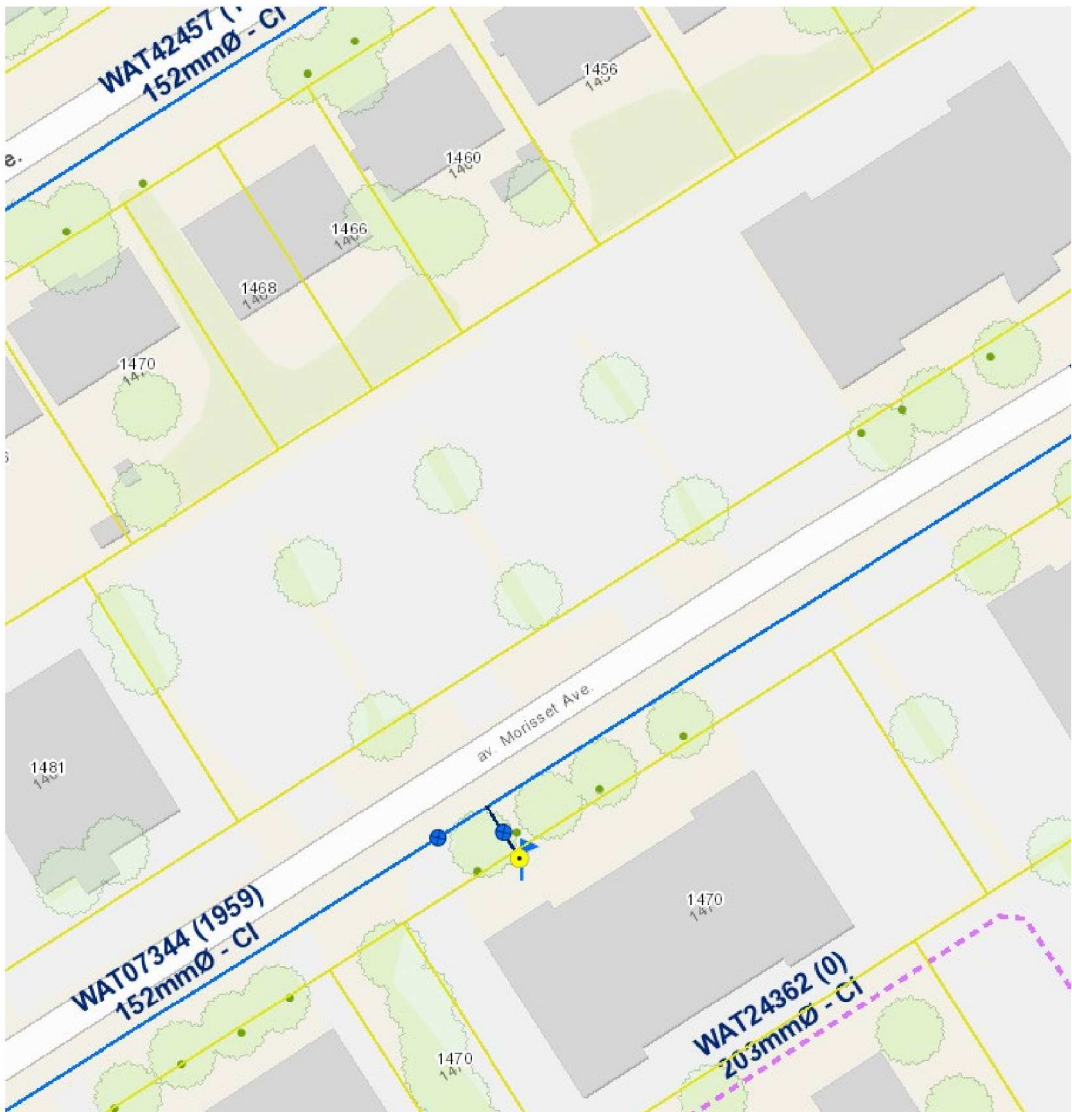 WAT42457 (1
152mmØ - CI
e.
1456
1460
1466
1468
1470
av. Morisset Ave.
1481
1470
WAT07344 (1959)
152mmØ - CI
WAT24362 (0)
203mmØ - CI
1470